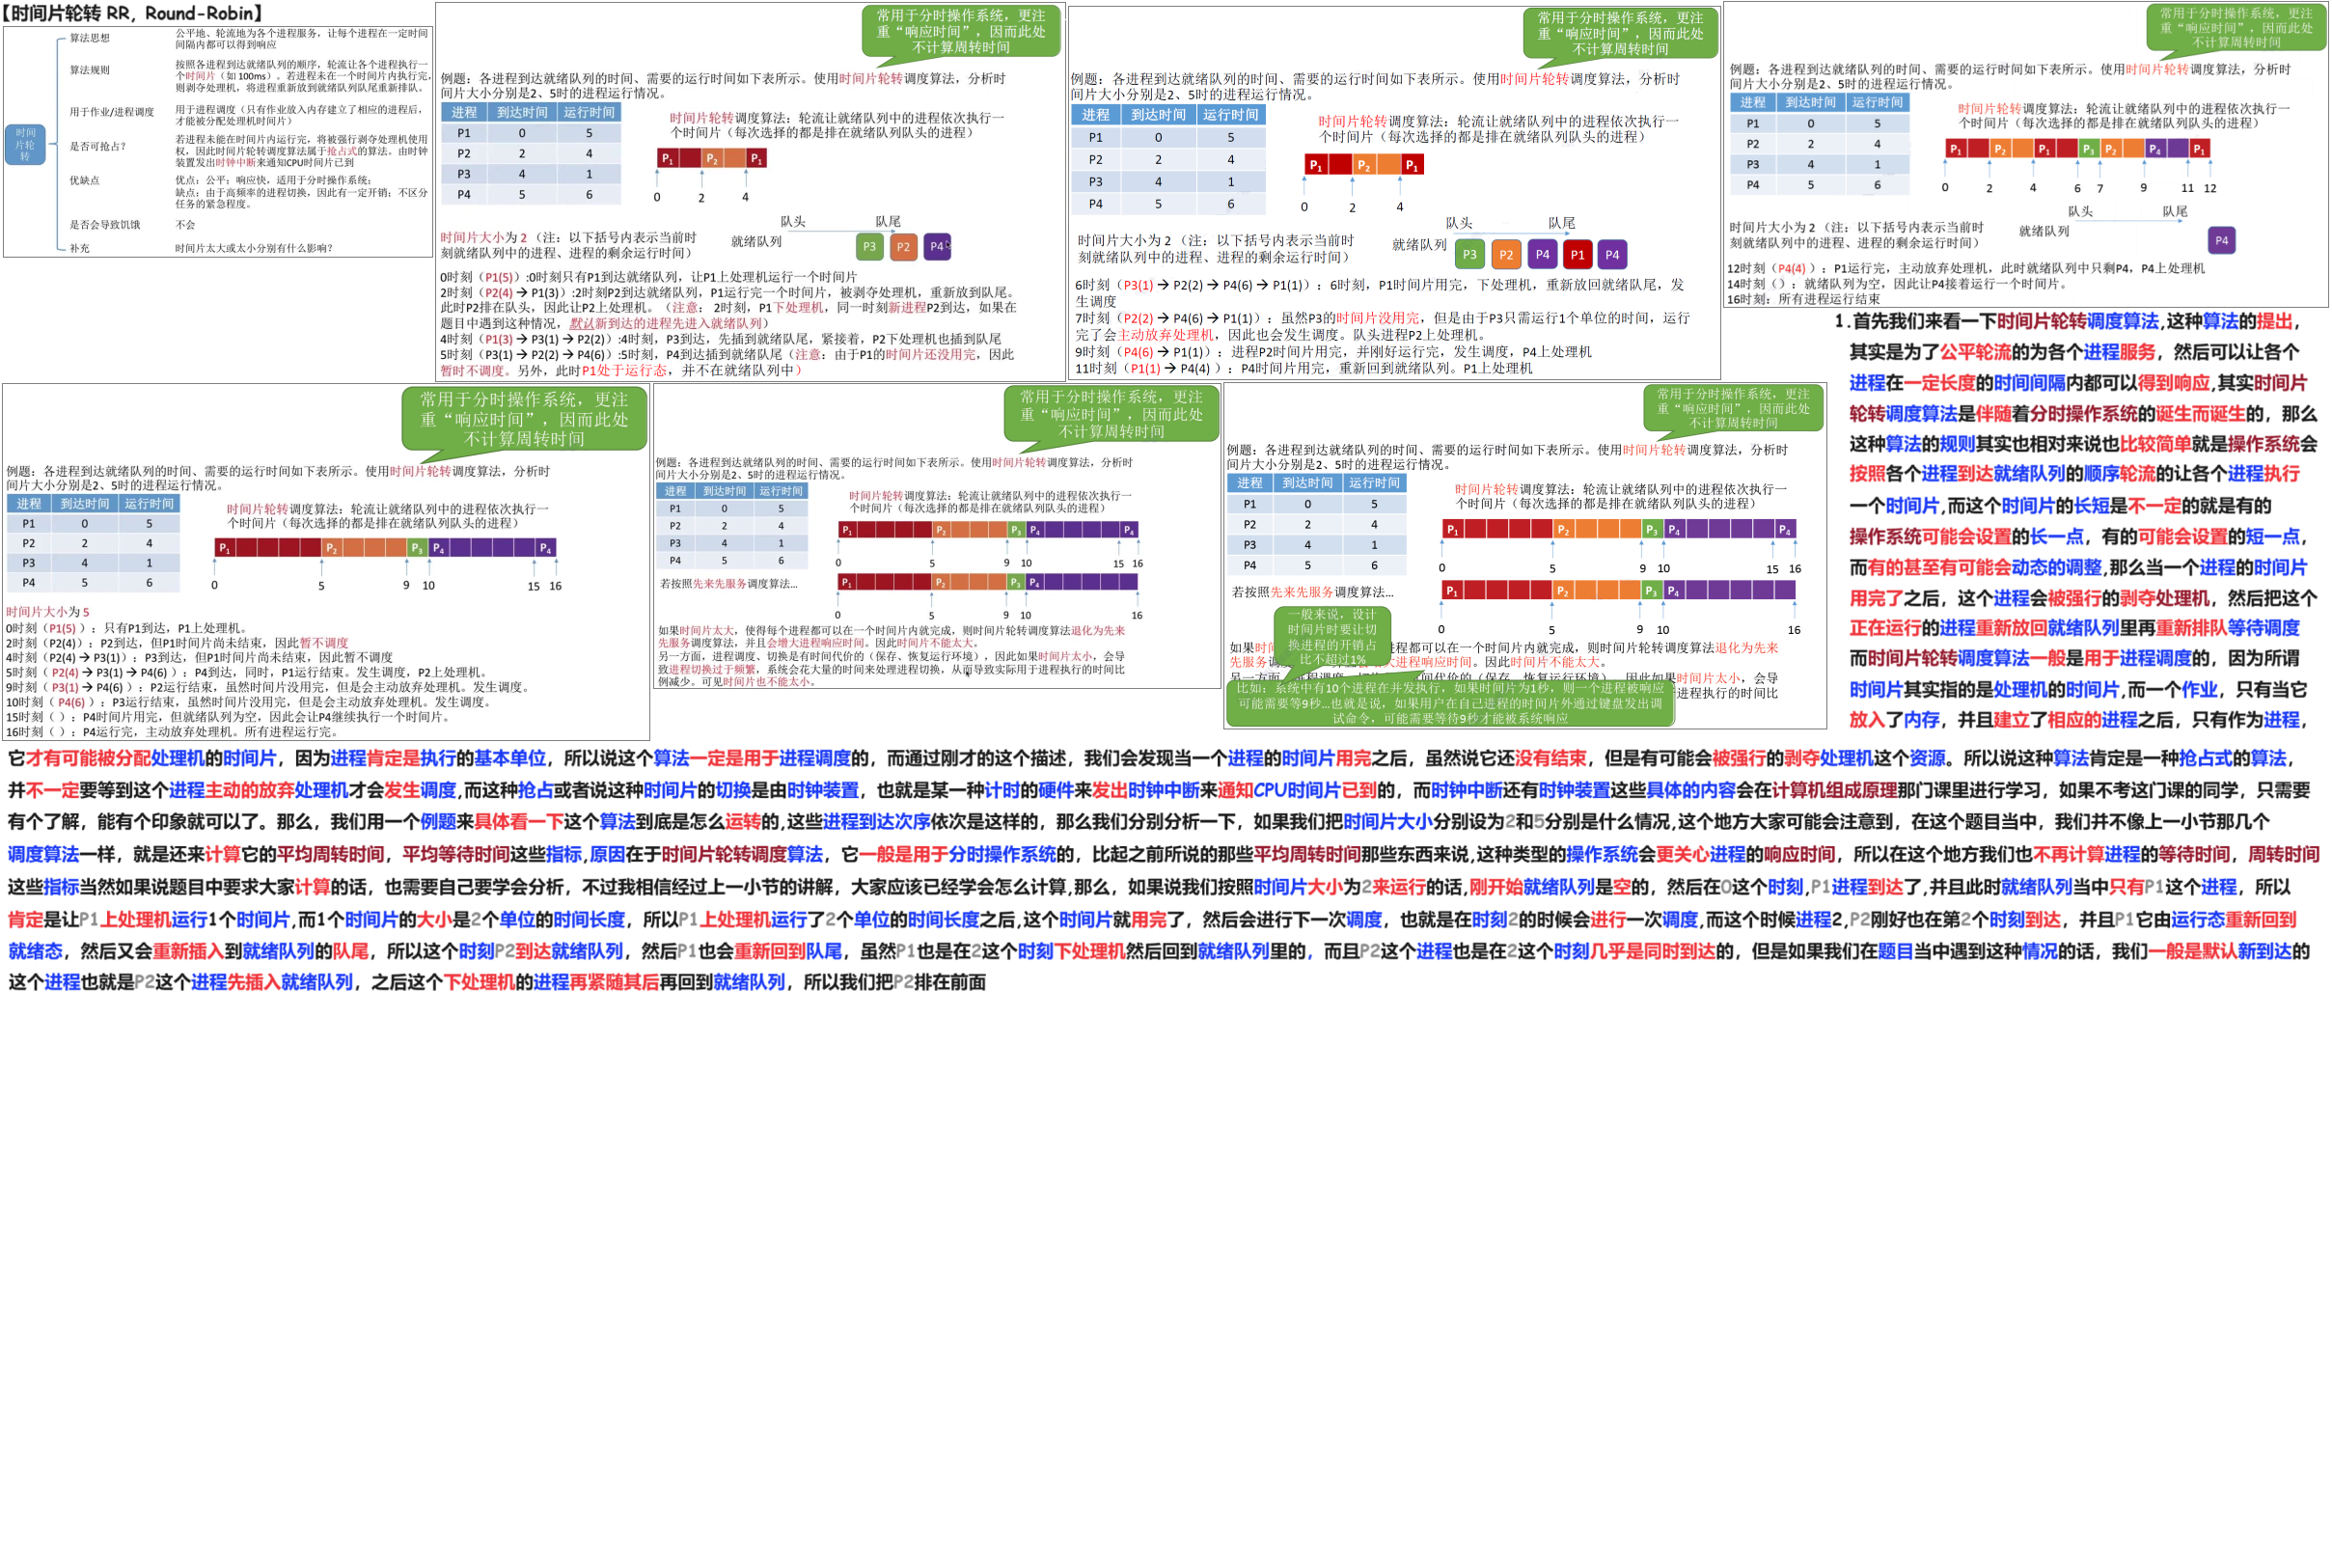 【时间片轮转 RR, Round-Robin】
时间片轮转
算法思想
公平地、轮流地为各个进程服务，让每个进程在一定时间
间隔内都可以得到响应
算法规则
按照各进程到达就绪队列的顺序，轮流让各个进程执行一
个时间片（如 100ms）。若进程未在一个时间片内执行完，
则剥夺处理机，将进程重新放到就绪队列队尾重新排队。
用于作业/进程调度
用于进程调度（只有作业放入内存建立了相应的进程后，
才能被分配处理机时间片）
是否可抢占？
若进程未能在时间片内运行完，将被强行剥夺处理机使用
权，因此时间片轮转调度算法属于抢占式的算法。由时钟
装置发出时钟中断来通知CPU时间片已到
优缺点
优点：公平；响应快，适用于分时操作系统；
缺点：由于高频率的进程切换，因此有一定开销；不区分
任务的紧急程度。
是否会导致饥饿
不会
补充
时间片太大或太小分别有什么影响？
常用于分时操作系统，更注
重“响应时间”，因而此处
不计算周转时间
例题：各进程到达就绪队列的时间、需要的运行时间如下表所示。使用时间片轮转调度算法，分析时
间片大小分别是2、5时的进程运行情况。
进程 到达时间 运行时间
P1 0 5
P2 2 4
P3 4 1
P4 5 6
时间片轮转调度算法：轮流让就绪队列中的进程依次执行一
个时间片（每次选择的都是排在就绪队列队头的进程）
P1 P2 P1
0 2 4
队头 队尾
就绪队列 P3 P2 P4
时间片大小为 2（注：以下括号内表示当前时
刻就绪队列中的进程、进程的剩余运行时间）
0时刻（P1(5)）:0时刻只有P1到达就绪队列，让P1上处理机运行一个时间片
2时刻（P2(4) → P1(3)）:2时刻P2到达就绪队列，P1运行完一个时间片，被剥夺处理机，重新放到队尾。
此时P2排在队头，因此让P2上处理机。（注意：2时刻，P1下处理机，同一时刻新进程P2到达，如果在
题目中遇到这种情况，默认新到达的进程先进入就绪队列）
4时刻（P1(3) → P3(1) → P2(2)）:4时刻，P3到达，先插到就绪队尾，紧接着，P2下处理机也插到队尾
5时刻（P3(1) → P2(2) → P4(6)）:5时刻，P4到达插到就绪队尾（注意：由于P1的时间片还没用完，因此
暂时不调度。另外，此时P1处于运行态，并不在就绪队列中）
常用于分时操作系统，更注
重“响应时间”，因而此处
不计算周转时间
例题：各进程到达就绪队列的时间、需要的运行时间如下表所示。使用时间片轮转调度算法，分析时
间片大小分别是2、5时的进程运行情况。
进程 到达时间 运行时间
P1 0 5
P2 2 4
P3 4 1
P4 5 6
时间片轮转调度算法：轮流让就绪队列中的进程依次执行一
个时间片（每次选择的都是排在就绪队列队头的进程）
P1 P2 P1
0 2 4
队头 队尾
就绪队列 P3 P2 P4 P1 P4
时间片大小为 2（注：以下括号内表示当前时
刻就绪队列中的进程、进程的剩余运行时间）
6时刻（P3(1) → P2(2) → P4(6) → P1(1)）：6时刻，P1时间片用完，下处理机，重新放回就绪队尾，发
生调度
7时刻（P2(2) → P4(6) → P1(1)）：虽然P3的时间片没用完，但是由于P3只需运行1个单位的时间，运行
完了会主动放弃处理机，因此也会发生调度。队头进程P2上处理机。
9时刻（P4(6) → P1(1)）：进程P2时间片用完，并刚好运行完，发生调度，P4上处理机
11时刻（P1(1) → P4(4) ）：P4时间片用完，重新回到就绪队列。P1上处理机
常用于分时操作系统，更注
重“响应时间”，因而此处
不计算周转时间
例题：各进程到达就绪队列的时间、需要的运行时间如下表所示。使用时间片轮转调度算法，分析时
间片大小分别是2、5时的进程运行情况。
进程 到达时间 运行时间
P1 0 5
P2 2 4
P3 4 1
P4 5 6
时间片轮转调度算法：轮流让就绪队列中的进程依次执行一
个时间片（每次选择的都是排在就绪队列队头的进程）
P1 P2 P1 P3 P2 P4 P1
0 2 4 6 7 9 11 12
队头 队尾
就绪队列 P4
时间片大小为 2（注：以下括号内表示当前时
刻就绪队列中的进程、进程的剩余运行时间）
12时刻（P4(4) ）：P1运行完，主动放弃处理机，此时就绪队列中只剩P4，P4上处理机
14时刻（）：就绪队列为空，因此让P4接着运行一个时间片。
16时刻：所有进程运行结束
常用于分时操作系统，更注
重“响应时间”，因而此处
不计算周转时间
例题：各进程到达就绪队列的时间、需要的运行时间如下表所示。使用时间片轮转调度算法，分析时
间片大小分别是2、5时的进程运行情况。
进程 到达时间 运行时间
P1 0 5
P2 2 4
P3 4 1
P4 5 6
时间片轮转调度算法：轮流让就绪队列中的进程依次执行一
个时间片（每次选择的都是排在就绪队列队头的进程）
P1 P2 P3 P4 P4
0 5 9 10 15 16
时间片大小为 5
0时刻（P1(5) ）：只有P1到达，P1上处理机。
2时刻（P2(4)）：P2到达，但P1时间片尚未结束，因此暂不调度
4时刻（P2(4) → P3(1)）：P3到达，但P1时间片尚未结束，因此暂不调度
5时刻（ P2(4) → P3(1) → P4(6) ）：P4到达，同时，P1运行结束。发生调度，P2上处理机。
9时刻（ P3(1) → P4(6) ）：P2运行结束，虽然时间片没用完，但是会主动放弃处理机。发生调度。
10时刻（ P4(6) ）：P3运行结束，虽然时间片没用完，但是会主动放弃处理机。发生调度。
15时刻（ ）：P4时间片用完，但就绪队列为空，因此会让P4继续执行一个时间片。
16时刻（ ）：P4运行完，主动放弃处理机。所有进程运行完。
常用于分时操作系统，更注
重“响应时间”，因而此处
不计算周转时间
例题：各进程到达就绪队列的时间、需要的运行时间如下表所示。使用时间片轮转调度算法，分析时
间片大小分别是2、5时的进程运行情况。
进程 到达时间 运行时间
P1 0 5
P2 2 4
P3 4 1
P4 5 6
时间片轮转调度算法：轮流让就绪队列中的进程依次执行一
个时间片（每次选择的都是排在就绪队列队头的进程）
P1 P2 P3 P4 P4
0 5 9 10 15 16
若按照先来先服务调度算法...
P1 P2 P3 P4
0 5 9 10 16
如果时间片太大，使得每个进程都可以在一个时间片内就完成，则时间片轮转调度算法退化为先来
先服务调度算法，并且会增大进程响应时间。因此时间片不能太大。
另一方面，进程调度、切换是有时间代价的（保存、恢复运行环境），因此如果时间片太小，会导
致进程切换过于频繁，系统会花大量的时间来处理进程切换，从而导致实际用于进程执行的时间比
例减少。可见时间片也不能太小。
常用于分时操作系统，更注
重“响应时间”，因而此处
不计算周转时间
例题：各进程到达就绪队列的时间、需要的运行时间如下表所示。使用时间片轮转调度算法，分析时
间片大小分别是2、5时的进程运行情况。
进程 到达时间 运行时间
P1 0 5
P2 2 4
P3 4 1
P4 5 6
时间片轮转调度算法：轮流让就绪队列中的进程依次执行一
个时间片（每次选择的都是排在就绪队列队头的进程）
P1 P2 P3 P4 P4
0 5 9 10 15 16
若按照先来先服务调度算法...
P1 P2 P3 P4
0 5 9 10 16
一般来说，设计
时间片时要让切
换进程的开销占
比不超过1%
如果时 进程都可以在一个时间片内就完成，则时间片轮转调度算法退化为先来
先服务 大进程响应时间。因此时间片不能太大。
间代价的（保存、恢复运行环境），因此如果时间片太小，会导
进程执行的时间比
比如：系统中有10个进程在并发执行，如果时间片为1秒，则一个进程被响应
可能需要等9秒...也就是说，如果用户在自己进程的时间片外通过键盘发出调
试命令，可能需要等待9秒才能被系统响应
1.首先我们来看一下时间片轮转调度算法,这种算法的提出，
其实是为了公平轮流的为各个进程服务，然后可以让各个
进程在一定长度的时间间隔内都可以得到响应,其实时间片
轮转调度算法是伴随着分时操作系统的诞生而诞生的，那么
这种算法的规则其实也相对来说也比较简单就是操作系统会
按照各个进程到达就绪队列的顺序轮流的让各个进程执行
一个时间片,而这个时间片的长短是不一定的就是有的
操作系统可能会设置的长一点，有的可能会设置的短一点，
而有的甚至有可能会动态的调整,那么当一个进程的时间片
用完了之后，这个进程会被强行的剥夺处理机，然后把这个
正在运行的进程重新放回就绪队列里再重新排队等待调度
而时间片轮转调度算法一般是用于进程调度的，因为所谓
时间片其实指的是处理机的时间片,而一个作业，只有当它
放入了内存，并且建立了相应的进程之后，只有作为进程，
它才有可能被分配处理机的时间片，因为进程肯定是执行的基本单位，所以说这个算法一定是用于进程调度的，而通过刚才的这个描述，我们会发现当一个进程的时间片用完之后，虽然说它还没有结束，但是有可能会被强行的剥夺处理机这个资源。所以说这种算法肯定是一种抢占式的算法，
并不一定要等到这个进程主动的放弃处理机才会发生调度,而这种抢占或者说这种时间片的切换是由时钟装置，也就是某一种计时的硬件来发出时钟中断来通知CPU时间片已到的，而时钟中断还有时钟装置这些具体的内容会在计算机组成原理那门课里进行学习，如果不考这门课的同学，只需要
有个了解，能有个印象就可以了。那么，我们用一个例题来具体看一下这个算法到底是怎么运转的,这些进程到达次序依次是这样的，那么我们分别分析一下，如果我们把时间片大小分别设为2和5分别是什么情况,这个地方大家可能会注意到，在这个题目当中，我们并不像上一小节那几个
调度算法一样，就是还来计算它的平均周转时间，平均等待时间这些指标,原因在于时间片轮转调度算法，它一般是用于分时操作系统的，比起之前所说的那些平均周转时间那些东西来说,这种类型的操作系统会更关心进程的响应时间，所以在这个地方我们也不再计算进程的等待时间，周转时间
这些指标当然如果说题目中要求大家计算的话，也需要自己要学会分析，不过我相信经过上一小节的讲解，大家应该已经学会怎么计算,那么，如果说我们按照时间片大小为2来运行的话,刚开始就绪队列是空的，然后在0这个时刻,P1进程到达了,并且此时就绪队列当中只有P1这个进程，所以
肯定是让P1上处理机运行1个时间片,而1个时间片的大小是2个单位的时间长度，所以P1上处理机运行了2个单位的时间长度之后,这个时间片就用完了，然后会进行下一次调度，也就是在时刻2的时候会进行一次调度,而这个时候进程2,P2刚好也在第2个时刻到达，并且P1它由运行态重新回到
就绪态，然后又会重新插入到就绪队列的队尾，所以这个时刻P2到达就绪队列，然后P1也会重新回到队尾，虽然P1也是在2这个时刻下处理机然后回到就绪队列里的，而且P2这个进程也是在2这个时刻几乎是同时到达的，但是如果我们在题目当中遇到这种情况的话，我们一般是默认新到达的
这个进程也就是P2这个进程先插入就绪队列，之后这个下处理机的进程再紧随其后再回到就绪队列，所以我们把P2排在前面